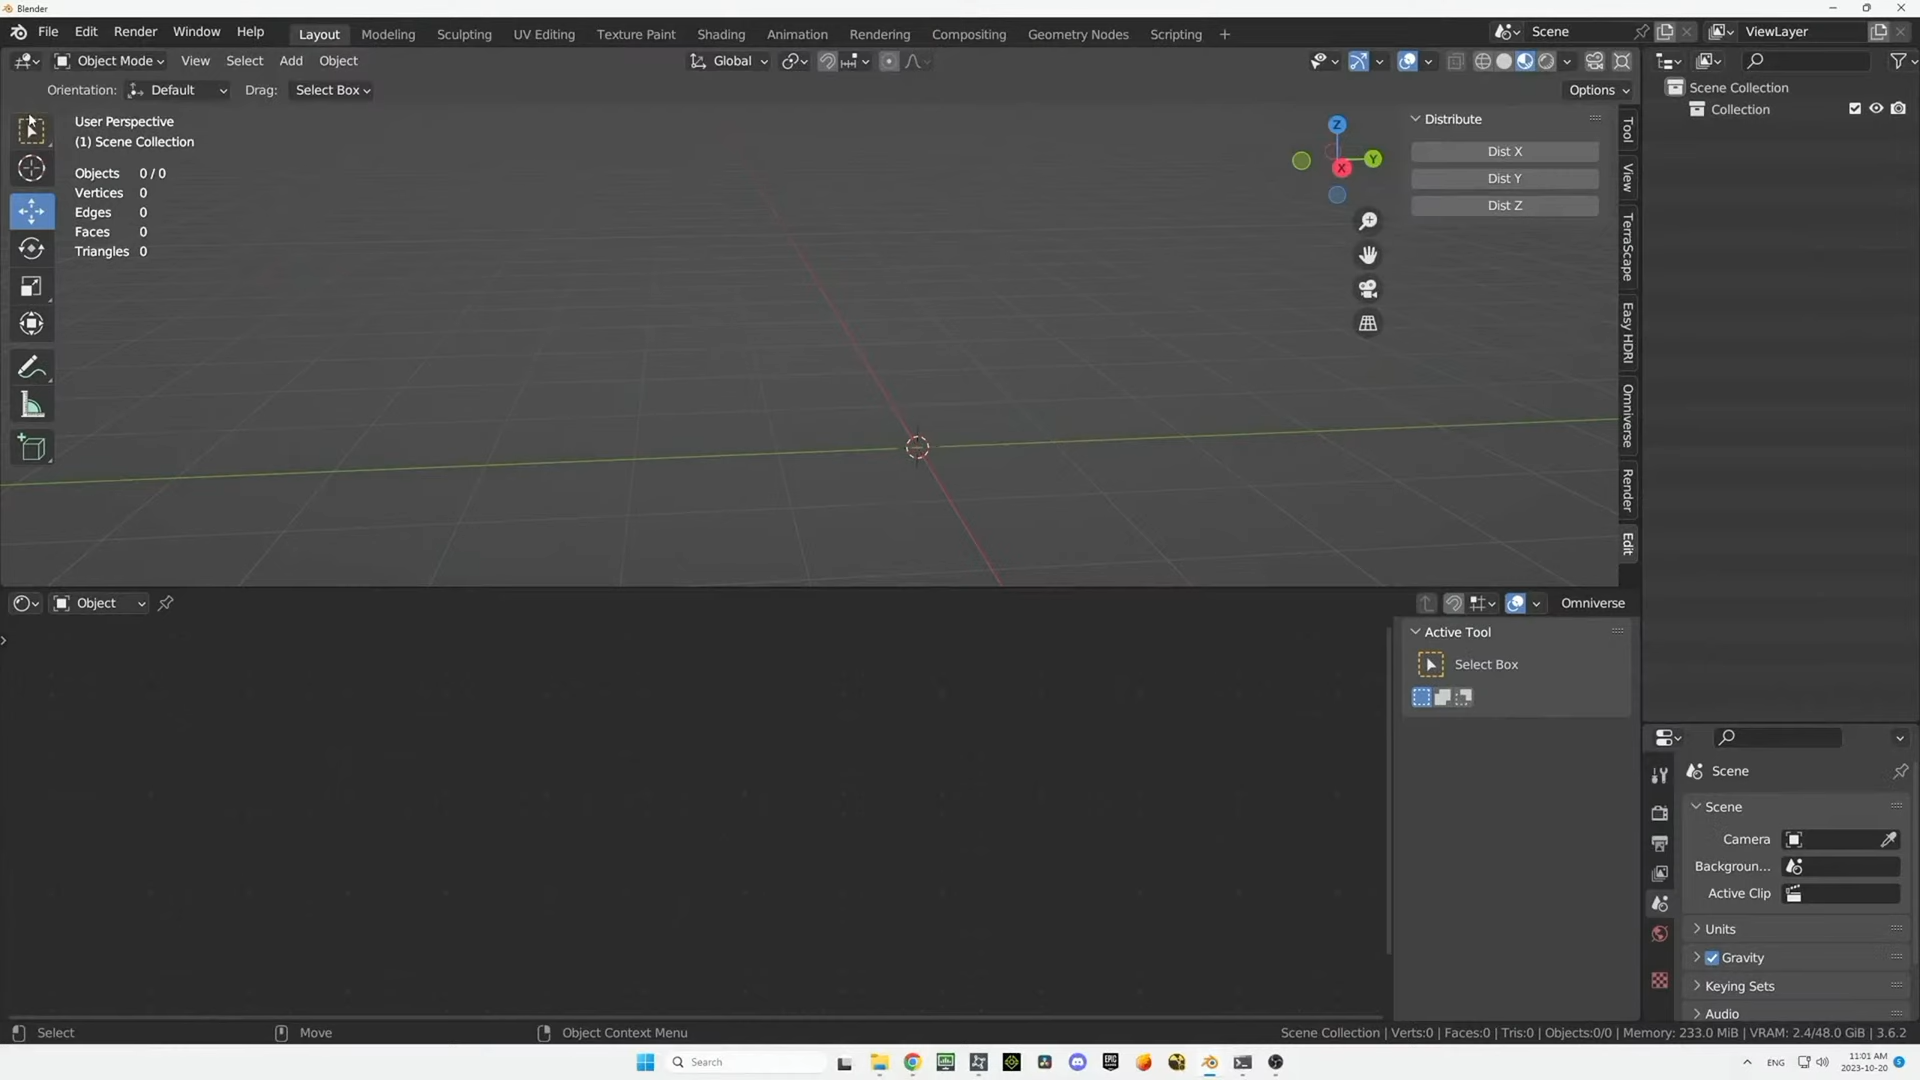 Blender
File Edit Render Window Help Layout Modeling Sculpting UV Editing Texture Paint Shading Animation Rendering Compositing Geometry Nodes Scripting + Scene ViewLayer
Object Mode View Select Add Object Global
Orientation: Default Drag: Select Box Options
User Perspective
(1) Scene Collection
Objects 0 / 0
Vertices 0
Edges 0
Faces 0
Triangles 0
Z
Y
X
Distribute
Dist X
Dist Y
Dist Z
Tool
View
TerraScape
Easy HDRI
Omniverse
Render
Edit
Scene Collection
Collection
Object Omniverse
Active Tool
Select Box
Scene
Scene
Camera
Backgroun...
Active Clip
Units
Gravity
Keying Sets
Audio
Select Move Object Context Menu Scene Collection | Verts:0 | Faces:0 | Tris:0 | Objects:0/0 | Memory: 233.0 MiB | VRAM: 2.4/48.0 GiB | 3.6.2
Search ENG 11:01 AM
2023-10-20